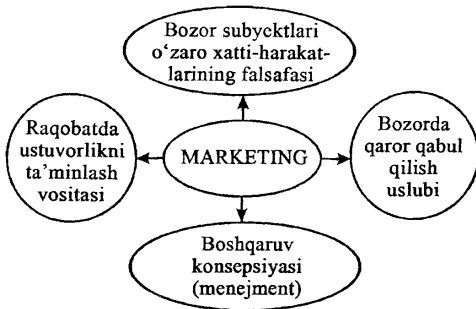 Bozor subyektlari
o‘zaro xatti-harakat-
larining falsafasi
Raqobatda
ustuvorlikni
ta’minlash
vositasi
MARKETING
Bozorda
qaror qabul
qilish
uslubi
Boshqaruv
konsepsiyasi
(menejment)